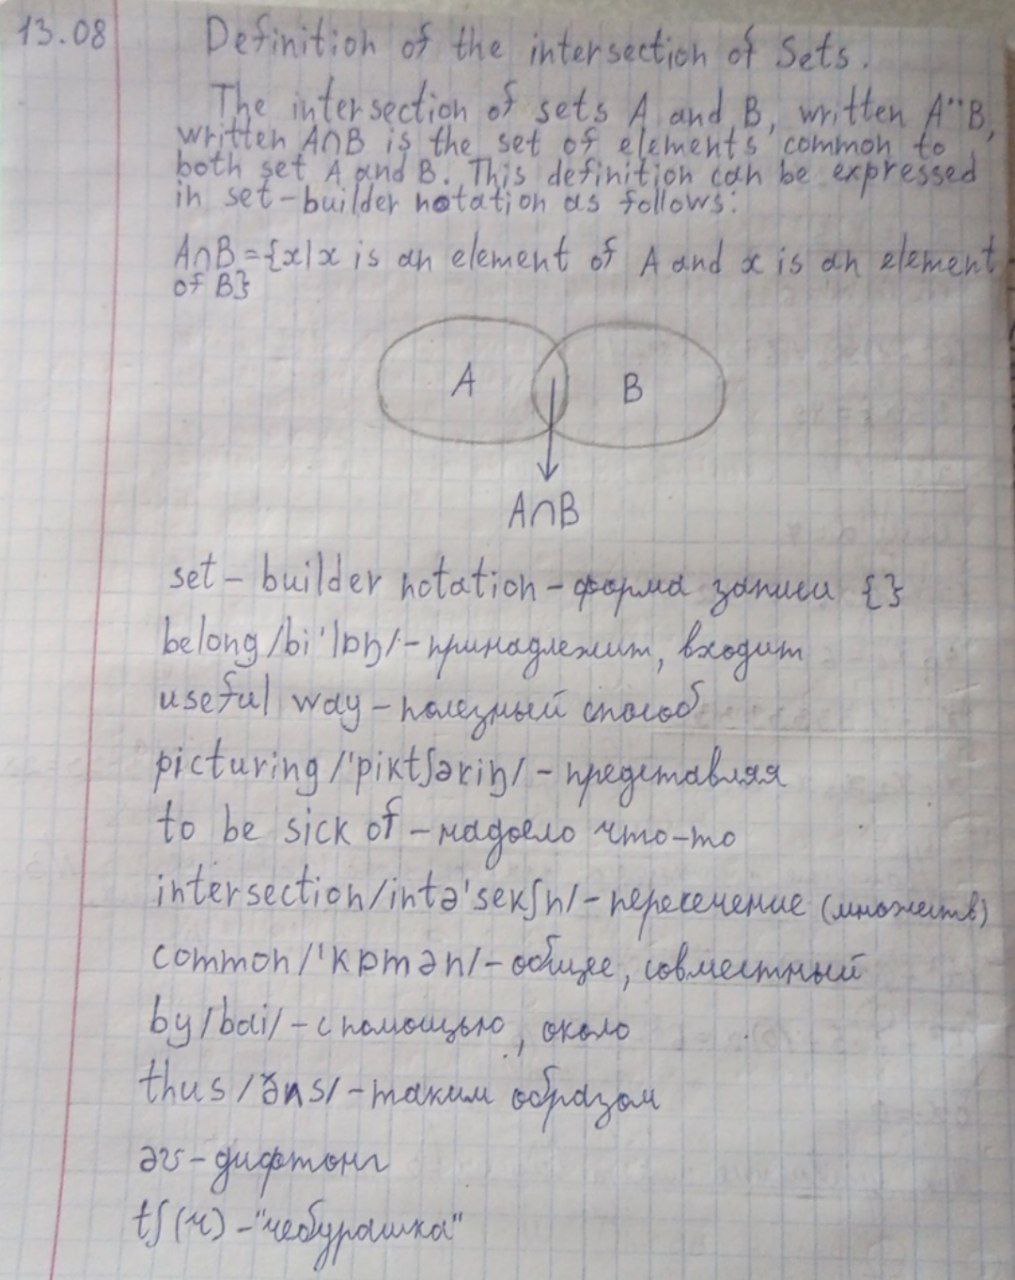 13.08 Definition of the intersection of Sets.
The intersection of sets A and B, written A¨B,
written A∩B is the set of elements common to
both set A and B. This definition can be expressed
in set-builder notation as follows:
A∩B={x|x is an element of A and x is an element
of B}
A B
A∩B
set - builder notation - форма записи {}
belong /bi'lɒŋ/ - принадлежит, входит
useful way - полезный способ
picturing /'piktʃəriŋ/ - представляя
to be sick of - надоело что-то
intersection /intə'sekʃn/ - пересечение (множеств)
common /'kɒmən/ - общее, совместный
by /bai/ - с помощью, около
thus /ðʌs/ - таким образом
əʊ - дифтонг
tʃ (ч) - "чебурашка"